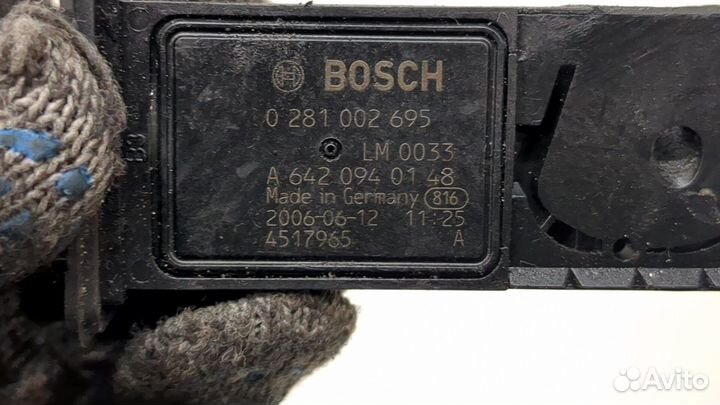 BOSCH
0 281 002 695
LM 0033
A 642 094 01 48
Made in Germany 816
2006-06-12 11:25
4517965 A
Avito